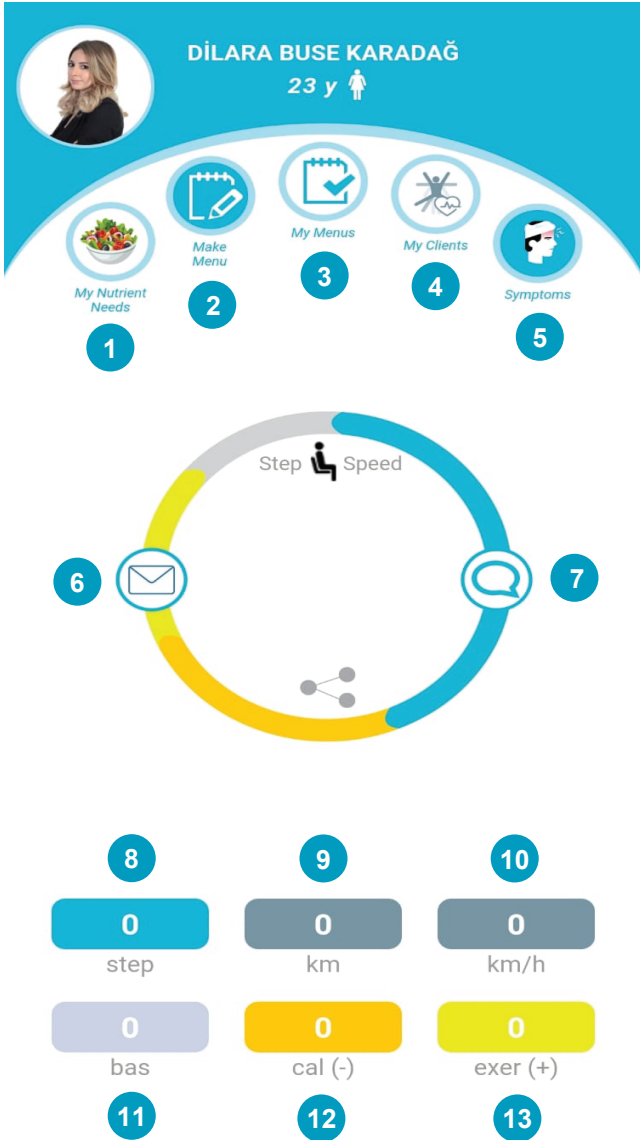 DİLARA BUSE KARADAĞ
23 y
My Nutrient
Needs
1
Make
Menu
2
My Menus
3
My Clients
4
Symptoms
5
Step Speed
6
7
8
9
10
0
0
0
step
km
km/h
0
0
0
bas
cal (-)
exer (+)
11
12
13